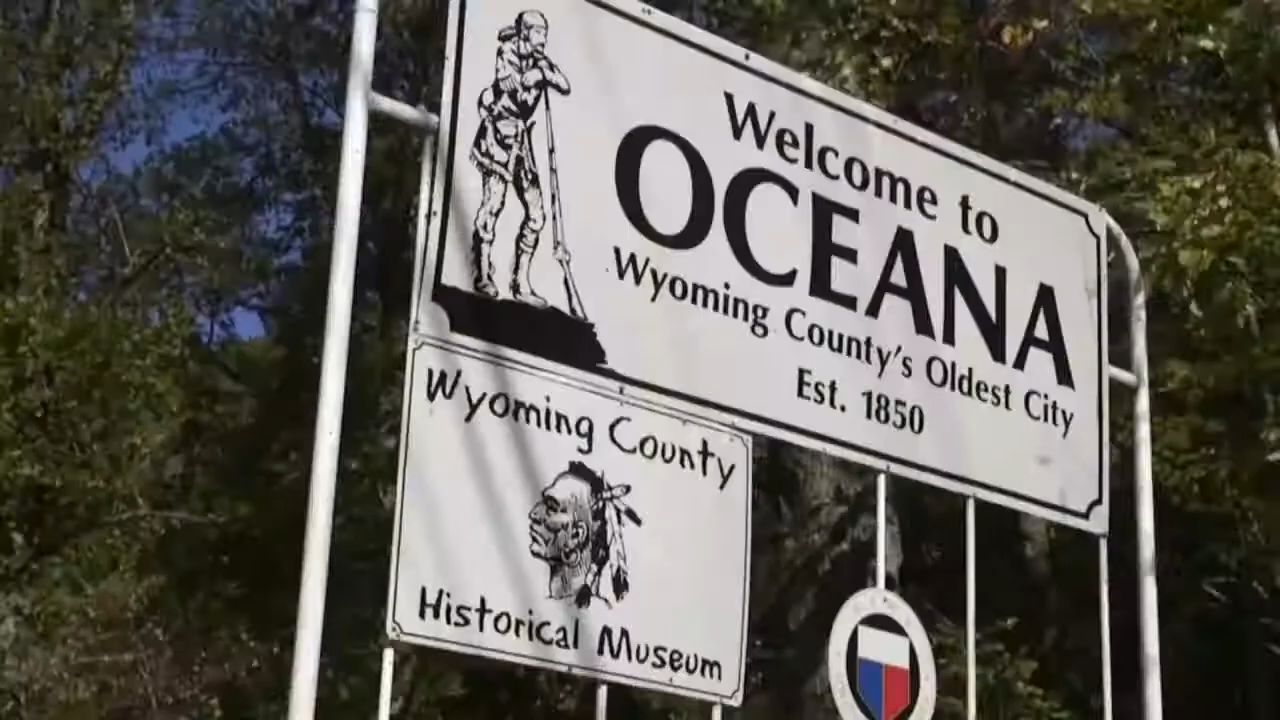 Welcome to
OCEANA
Wyoming County's Oldest City
Est. 1850
Wyoming County
Historical Museum